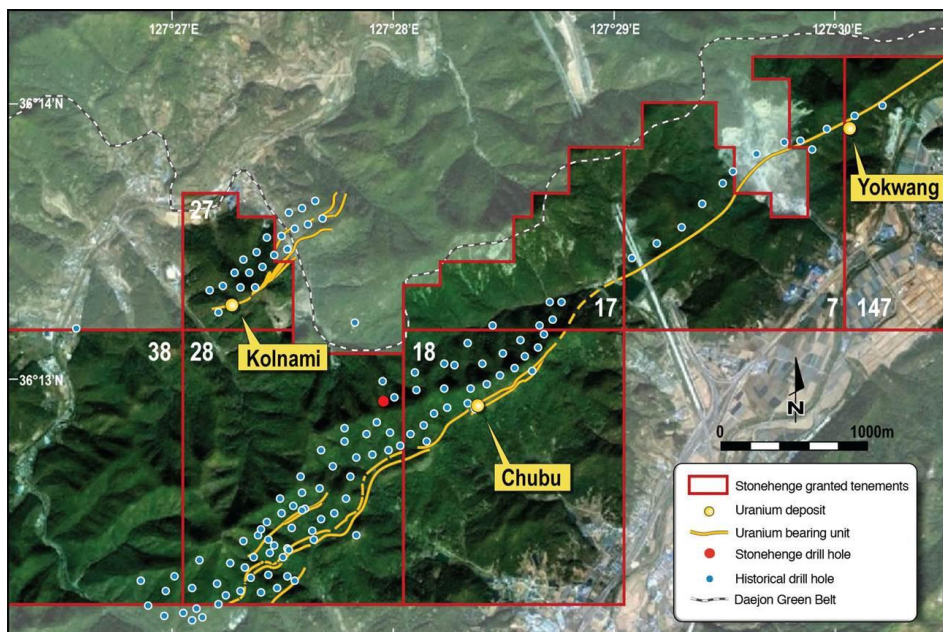 127°27'E
127°28'E
127°29'E
127°30'E
36°14'N
27
Yokwang
17
7
147
38
28
Kolnami
18
36°13'N
N
0
1000m
Chubu
Stonehenge granted tenements
Uranium deposit
Uranium bearing unit
Stonehenge drill hole
Historical drill hole
Daejon Green Belt